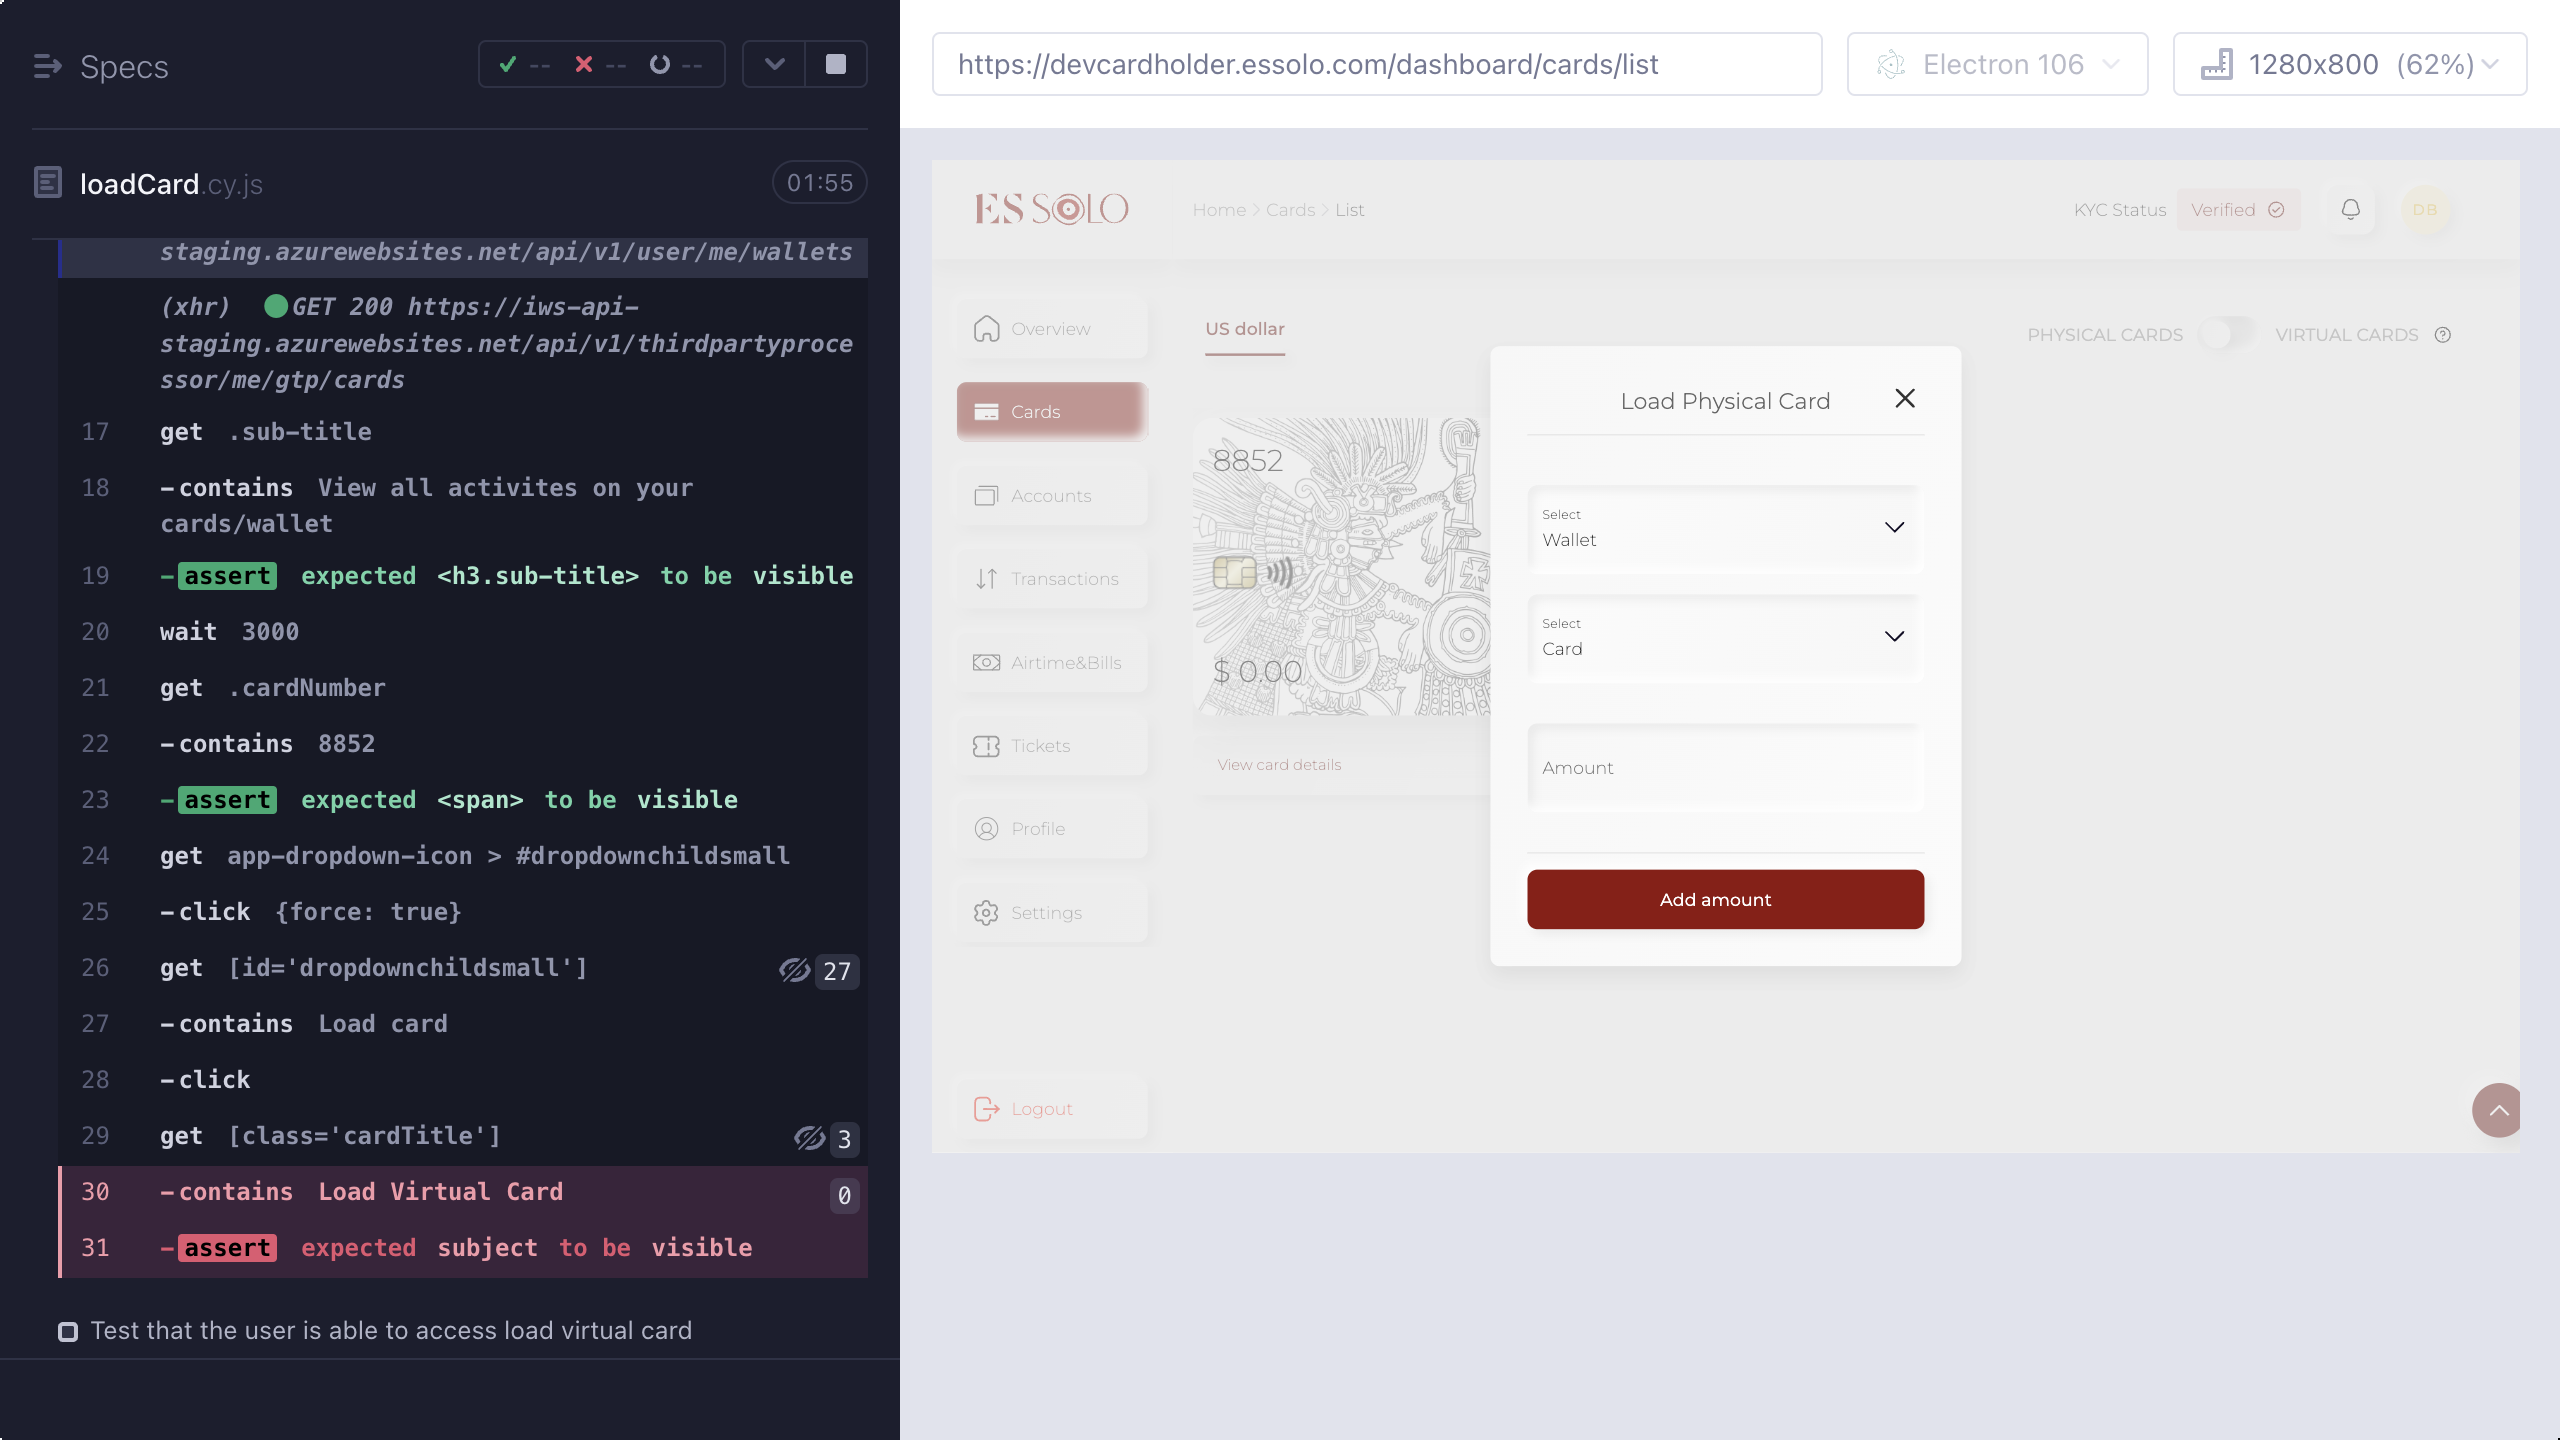 Specs
-- -- --
loadCard.cy.js
01:55
staging.azurewebsites.net/api/v1/user/me/wallets
(xhr) GET 200 https://iws-api-
staging.azurewebsites.net/api/v1/thirdpartyproce
ssor/me/gtp/cards
17 get .sub-title
18 -contains View all activites on your
cards/wallet
19 -assert expected <h3.sub-title> to be visible
20 wait 3000
21 get .cardNumber
22 -contains 8852
23 -assert expected <span> to be visible
24 get app-dropdown-icon > #dropdownchildsmall
25 -click {force: true}
26 get [id='dropdownchildsmall'] 27
27 -contains Load card
28 -click
29 get [class='cardTitle'] 3
30 -contains Load Virtual Card 0
31 -assert expected subject to be visible
Test that the user is able to access load virtual card
https://devcardholder.essolo.com/dashboard/cards/list
Electron 106
1280x800 (62%)
ES SOLO
Home > Cards > List
KYC Status
Verified
DB
Overview
Cards
Accounts
Transactions
Airtime&Bills
Tickets
Profile
Settings
Logout
US dollar
PHYSICAL CARDS
VIRTUAL CARDS
8852
$ 0.00
View card details
Load Physical Card
Select
Wallet
Select
Card
Amount
Add amount